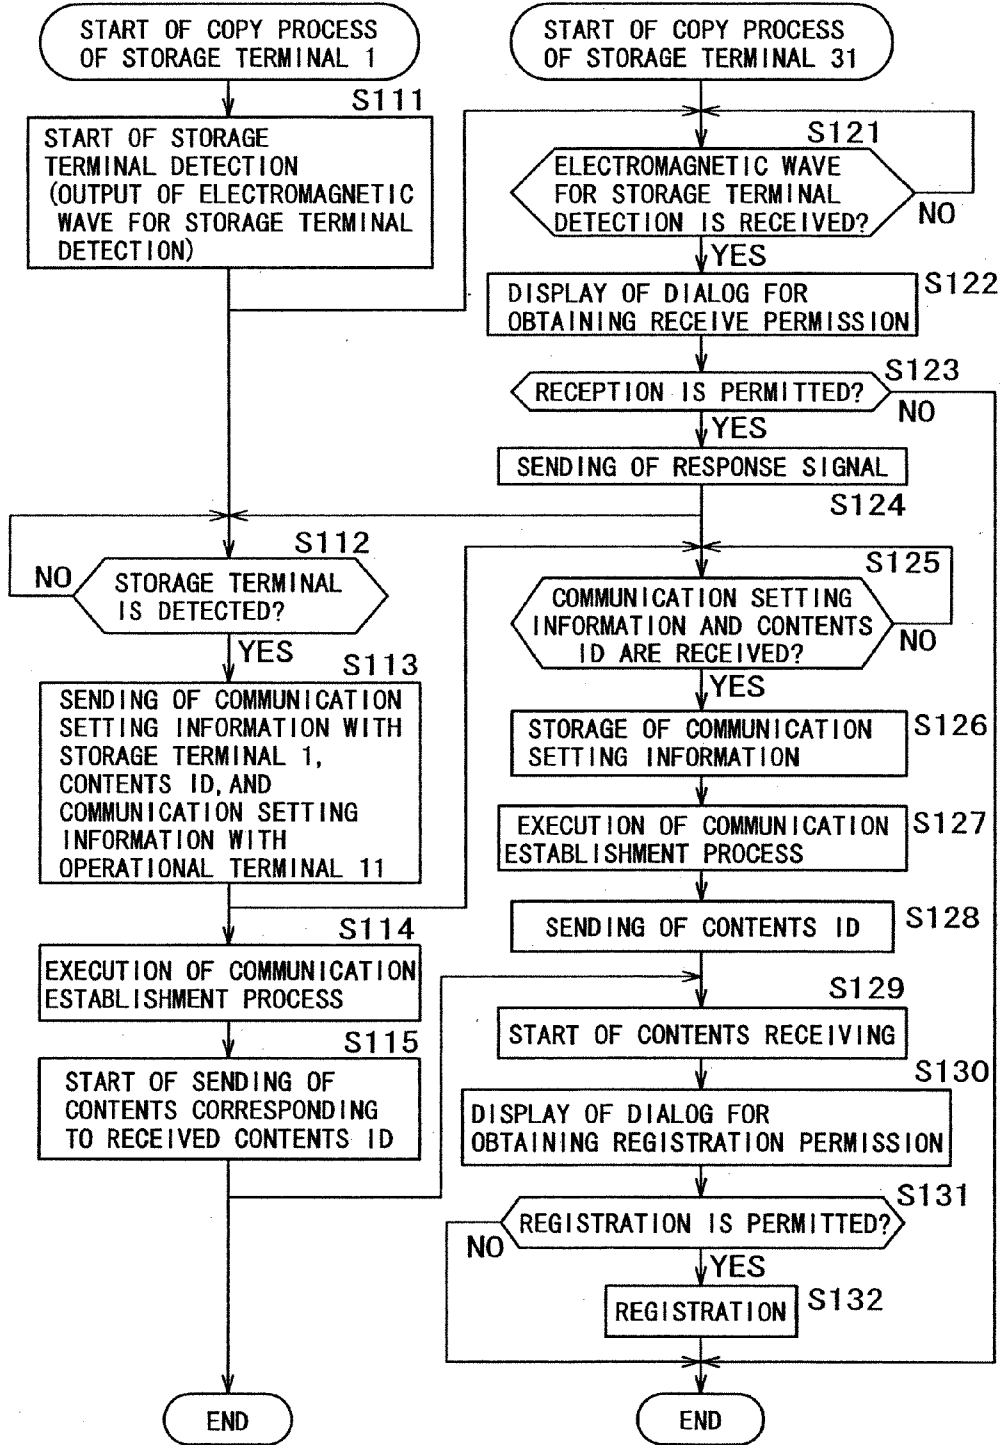 START OF COPY PROCESS
OF STORAGE TERMINAL 1
S111
START OF STORAGE
TERMINAL DETECTION
(OUTPUT OF ELECTROMAGNETIC
WAVE FOR STORAGE TERMINAL
DETECTION)
S112
STORAGE TERMINAL
IS DETECTED?
NO
YES
S113
SENDING OF COMMUNICATION
SETTING INFORMATION WITH
STORAGE TERMINAL 1,
CONTENTS ID, AND
COMMUNICATION SETTING
INFORMATION WITH
OPERATIONAL TERMINAL 11
S114
EXECUTION OF COMMUNICATION
ESTABLISHMENT PROCESS
S115
START OF SENDING OF
CONTENTS CORRESPONDING
TO RECEIVED CONTENTS ID
END
START OF COPY PROCESS
OF STORAGE TERMINAL 31
S121
ELECTROMAGNETIC WAVE
FOR STORAGE TERMINAL
DETECTION IS RECEIVED?
NO
YES
S122
DISPLAY OF DIALOG FOR
OBTAINING RECEIVE PERMISSION
S123
RECEPTION IS PERMITTED?
NO
YES
SENDING OF RESPONSE SIGNAL
S124
S125
COMMUNICATION SETTING
INFORMATION AND CONTENTS
ID ARE RECEIVED?
NO
YES
STORAGE OF COMMUNICATION
SETTING INFORMATION
S126
EXECUTION OF COMMUNICATION
ESTABLISHMENT PROCESS
S127
SENDING OF CONTENTS ID
S128
S129
START OF CONTENTS RECEIVING
S130
DISPLAY OF DIALOG FOR
OBTAINING REGISTRATION PERMISSION
S131
REGISTRATION IS PERMITTED?
NO
YES
REGISTRATION
S132
END